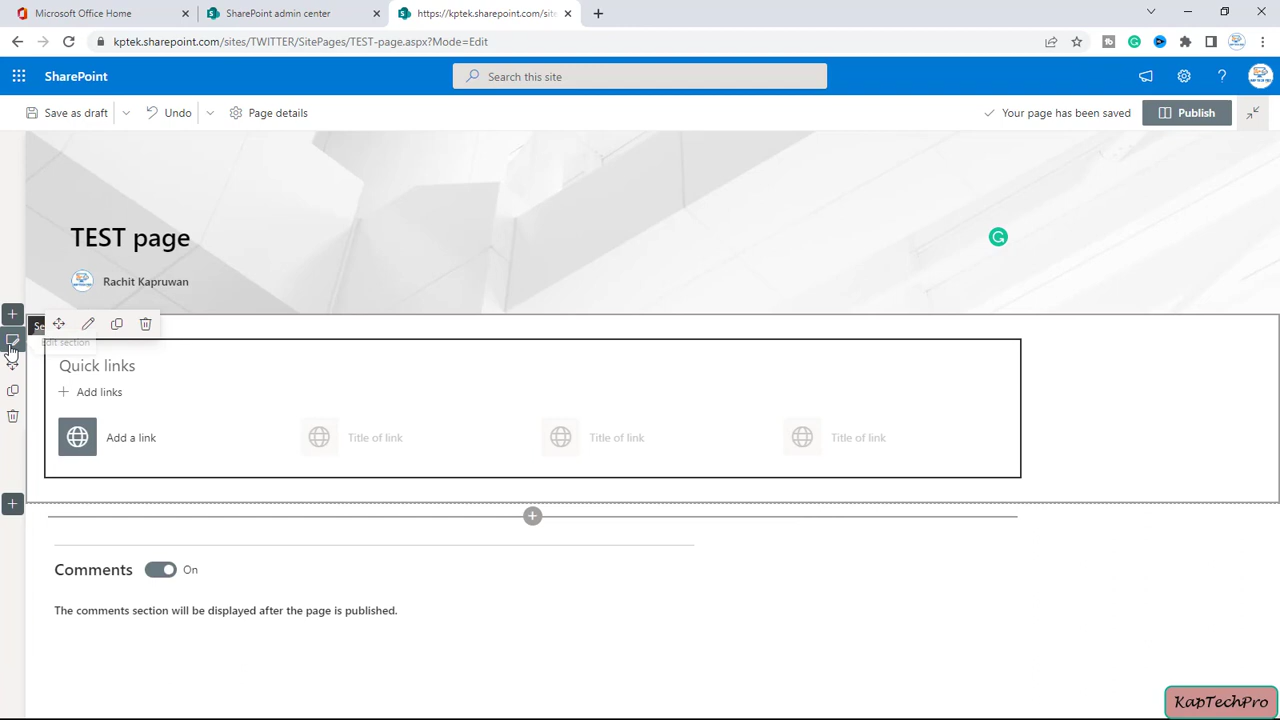 Microsoft Office Home
SharePoint admin center
https://kptek.sharepoint.com/site
kptek.sharepoint.com/sites/TWITTER/SitePages/TEST-page.aspx?Mode=Edit
SharePoint
Search this site
Save as draft
Undo
Page details
Your page has been saved
Publish
TEST page
Rachit Kapruwan
Edit section
Quick links
Add links
Add a link
Title of link
Title of link
Title of link
Comments
On
The comments section will be displayed after the page is published.
KapTechPro